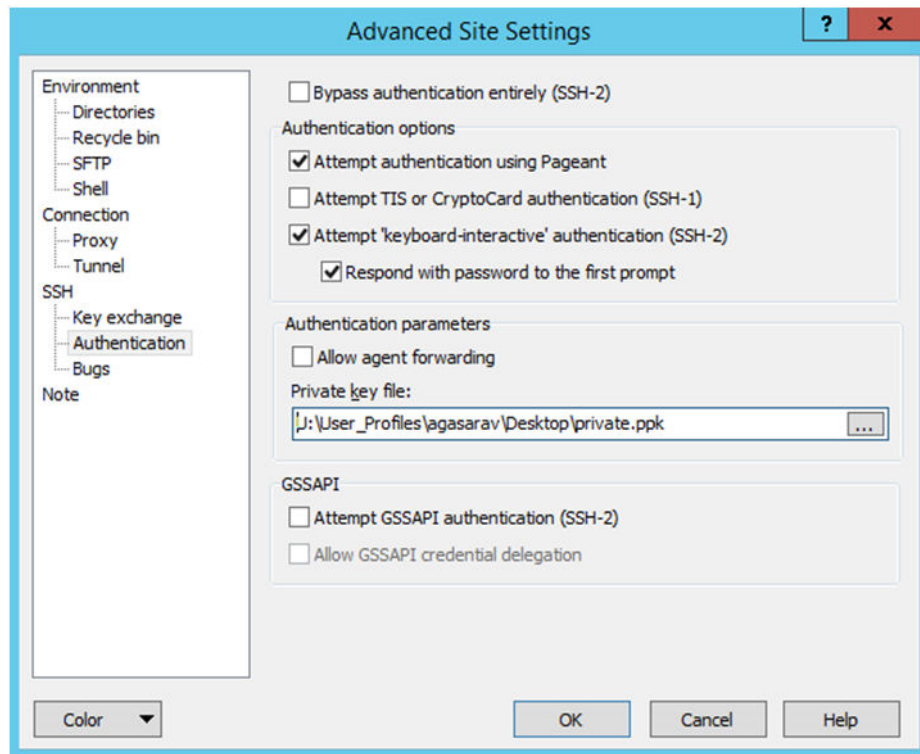 Advanced Site Settings
?
x
Environment
Directories
Recycle bin
SFTP
Shell
Connection
Proxy
Tunnel
SSH
Key exchange
Authentication
Bugs
Note
Bypass authentication entirely (SSH-2)
Authentication options
Attempt authentication using Pageant
Attempt TIS or CryptoCard authentication (SSH-1)
Attempt 'keyboard-interactive' authentication (SSH-2)
Respond with password to the first prompt
Authentication parameters
Allow agent forwarding
Private key file:
J:\User_Profiles\agasarav\Desktop\private.ppk
...
GSSAPI
Attempt GSSAPI authentication (SSH-2)
Allow GSSAPI credential delegation
Color
OK
Cancel
Help